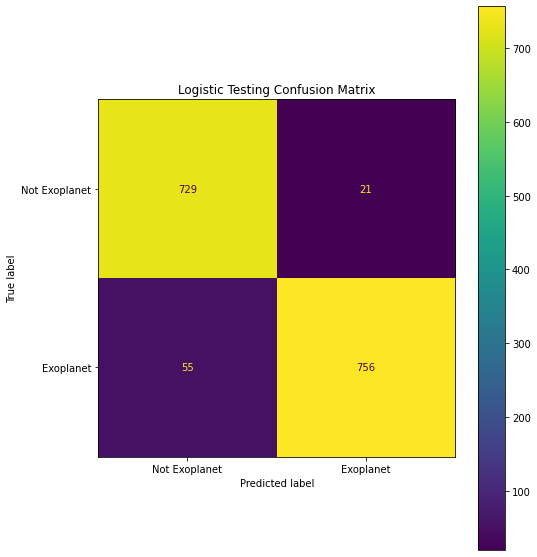 Logistic Testing Confusion Matrix
Not Exoplanet
729
21
Exoplanet
55
756
Not Exoplanet
Exoplanet
Predicted label
True label
700
600
500
400
300
200
100